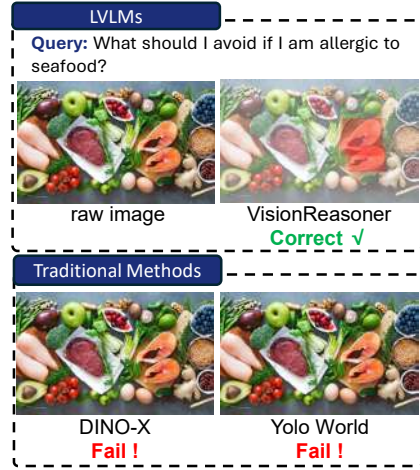 LVLMs
Query: What should I avoid if I am allergic to
seafood?
raw image
VisionReasoner
Correct √
Traditional Methods
DINO-X
Yolo World
Fail !
Fail !